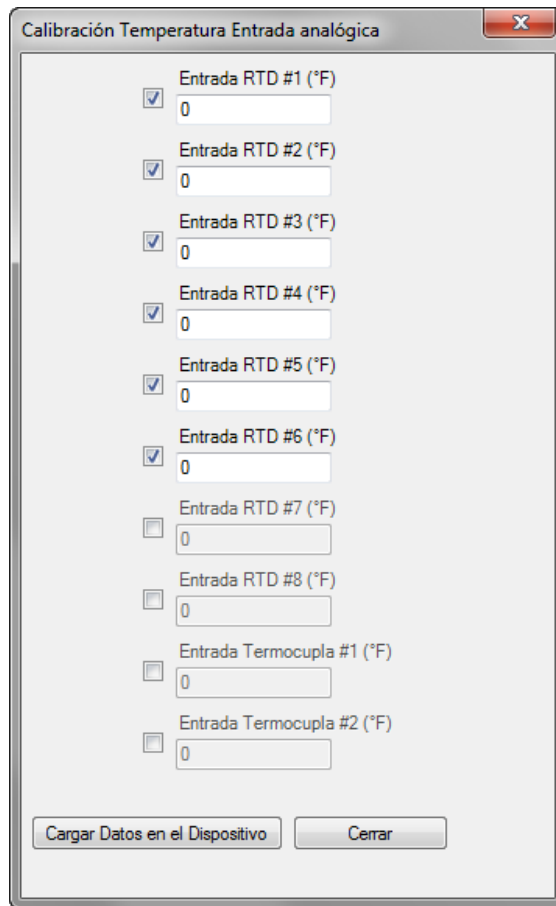 Calibración Temperatura Entrada analógica
Entrada RTD #1 (°F)
0
Entrada RTD #2 (°F)
0
Entrada RTD #3 (°F)
0
Entrada RTD #4 (°F)
0
Entrada RTD #5 (°F)
0
Entrada RTD #6 (°F)
0
Entrada RTD #7 (°F)
0
Entrada RTD #8 (°F)
0
Entrada Termocupla #1 (°F)
0
Entrada Termocupla #2 (°F)
0
Cargar Datos en el Dispositivo Cerrar